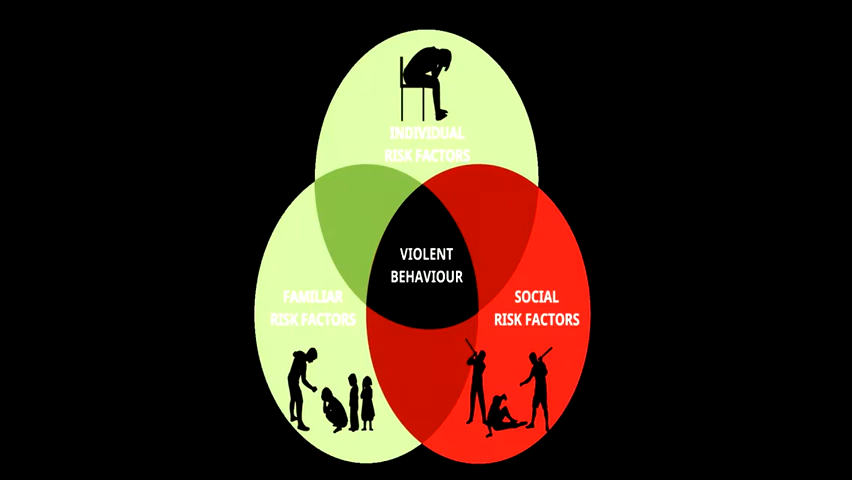 INDIVIDUAL
RISK FACTORS
VIOLENT
BEHAVIOUR
FAMILIAR
RISK FACTORS
SOCIAL
RISK FACTORS